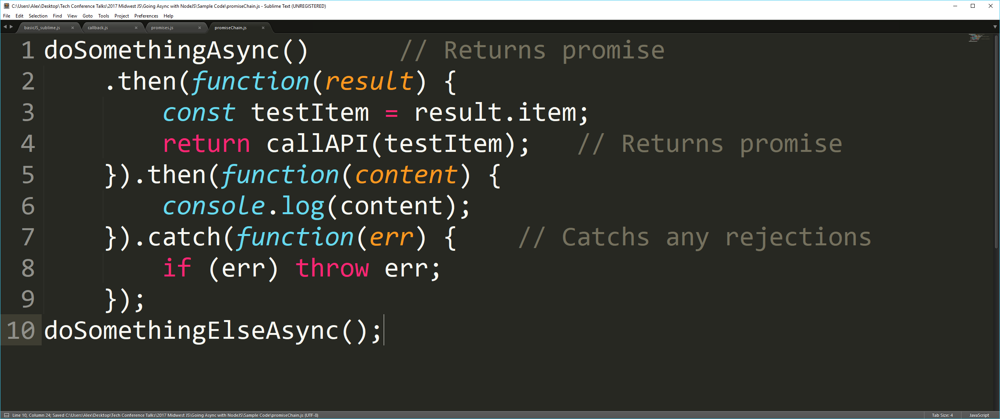 C:\Users\Alex\Desktop\Tech Conference Talks\2017 Midwest JS\Going Async with NodeJS\Sample Code\promiseChain.js - Sublime Text (UNREGISTERED)
File Edit Selection Find View Goto Tools Project Preferences Help
basicJS_sublime.js × callback.js × promises.js × promiseChain.js ×
1 doSomethingAsync()      // Returns promise
2     .then(function(result) {
3         const testItem = result.item;
4         return callAPI(testItem);   // Returns promise
5     }).then(function(content) {
6         console.log(content);
7     }).catch(function(err) {    // Catchs any rejections
8         if (err) throw err;
9     });
10 doSomethingElseAsync();
Line 10, Column 24; Saved C:\Users\Alex\Desktop\Tech Conference Talks\2017 Midwest JS\Going Async with NodeJS\Sample Code\promiseChain.js (UTF-8) Tab Size: 4 JavaScript